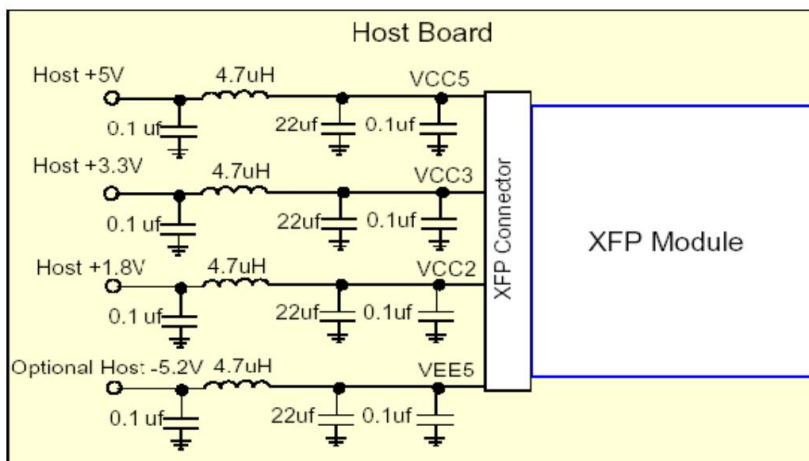 Host Board
Host +5V
4.7uH
VCC5
0.1 uf
22uf
0.1uf
Host +3.3V
4.7uH
VCC3
0.1 uf
22uf
0.1uf
Host +1.8V
4.7uH
VCC2
0.1 uf
22uf
0.1uf
Optional Host -5.2V
4.7uH
VEE5
0.1 uf
22uf
0.1uf
XFP Connector
XFP Module